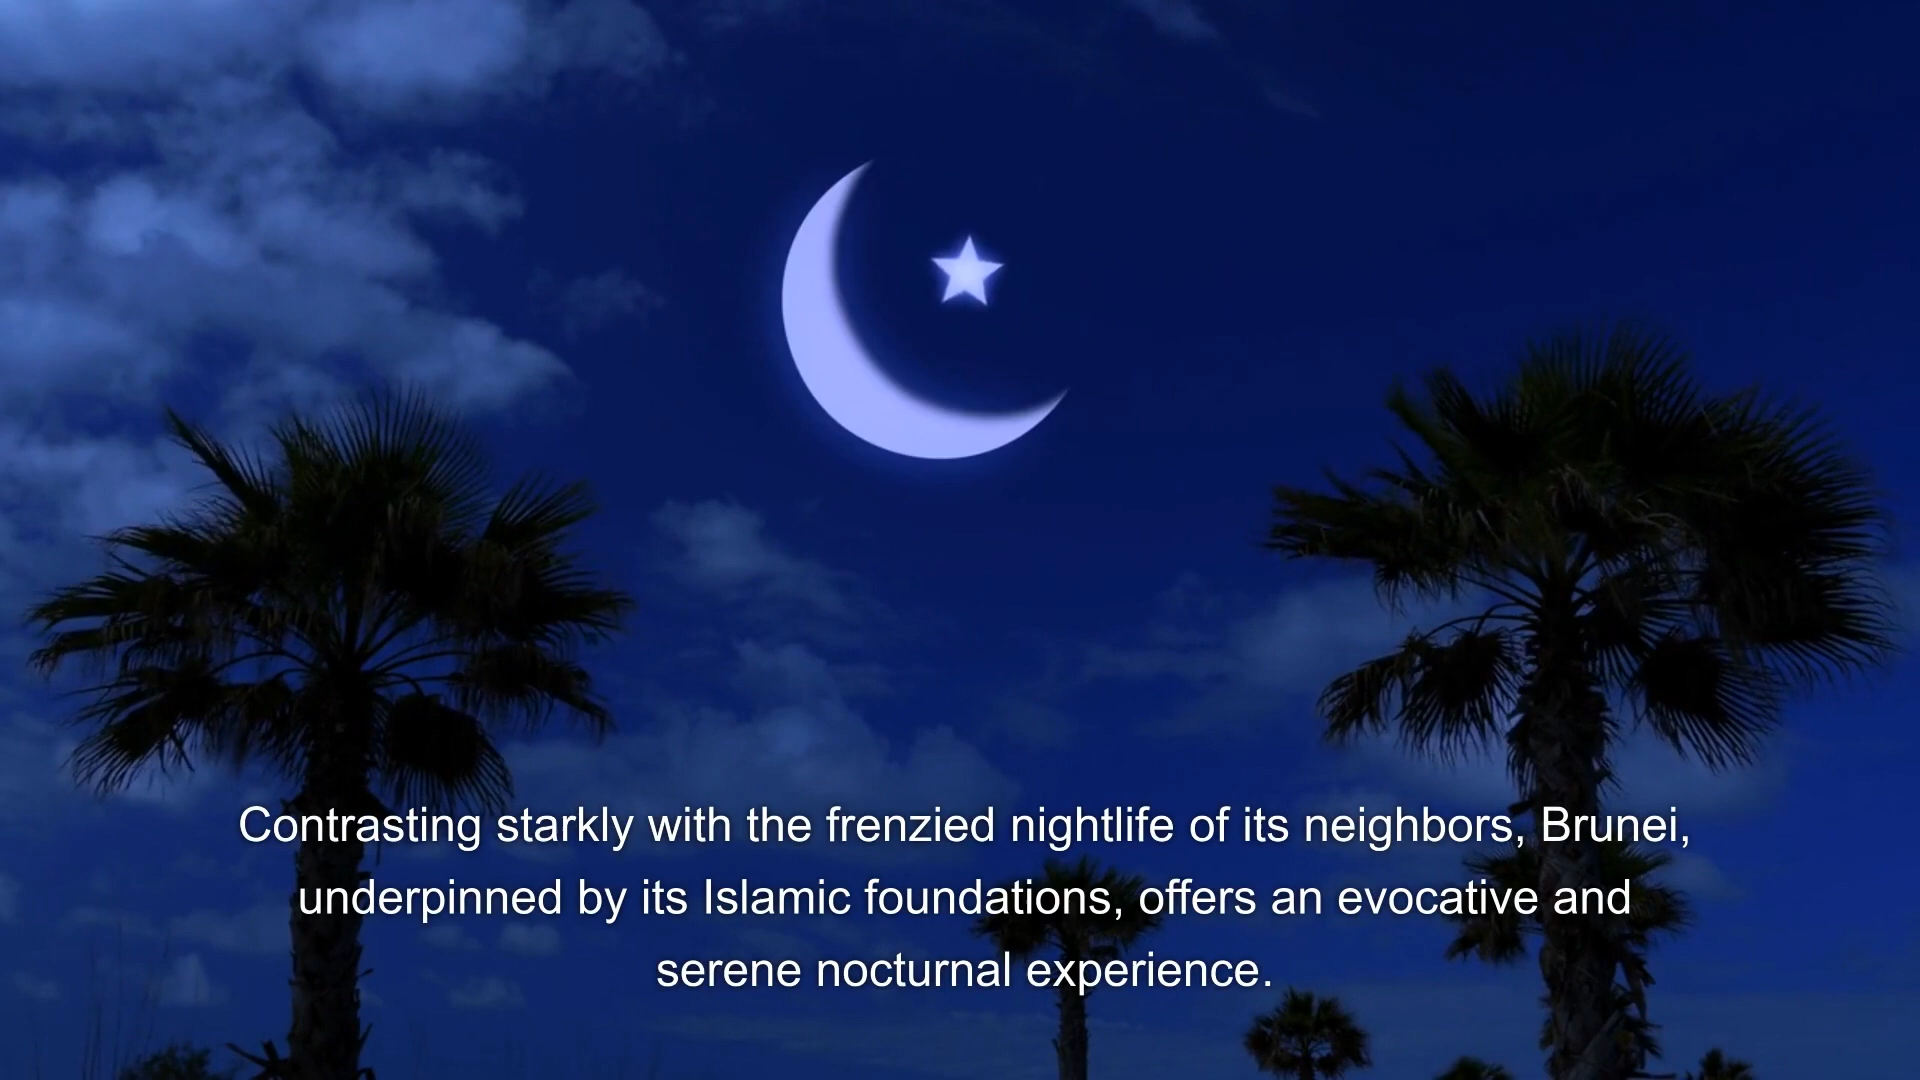 Contrasting starkly with the frenzied nightlife of its neighbors, Brunei,
underpinned by its Islamic foundations, offers an evocative and
serene nocturnal experience.